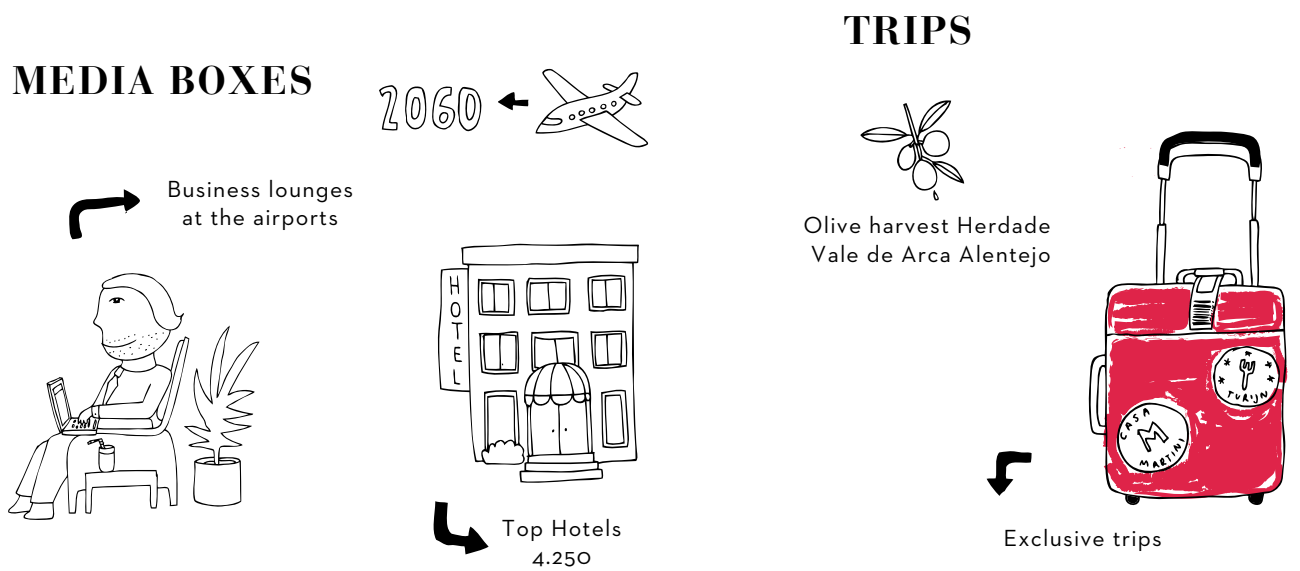 MEDIA BOXES
2060
Business lounges
at the airports
HOTEL
Top Hotels
4.250
TRIPS
Olive harvest Herdade
Vale de Arca Alentejo
TURIJN
CASA
M
MARTINI
Exclusive trips